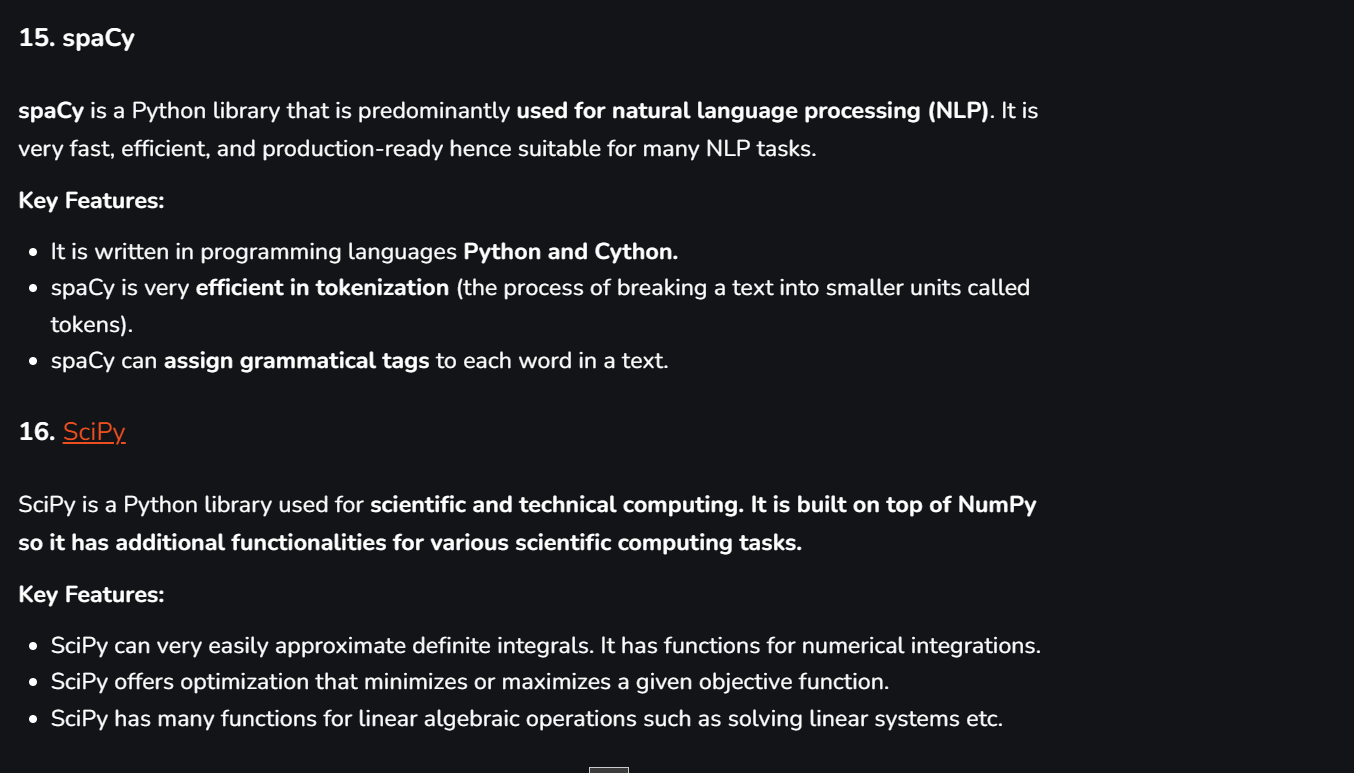 15. spaCy
spaCy is a Python library that is predominantly used for natural language processing (NLP). It is
very fast, efficient, and production-ready hence suitable for many NLP tasks.
Key Features:
• It is written in programming languages Python and Cython.
• spaCy is very efficient in tokenization (the process of breaking a text into smaller units called
tokens).
• spaCy can assign grammatical tags to each word in a text.
16. SciPy
SciPy is a Python library used for scientific and technical computing. It is built on top of NumPy
so it has additional functionalities for various scientific computing tasks.
Key Features:
• SciPy can very easily approximate definite integrals. It has functions for numerical integrations.
• SciPy offers optimization that minimizes or maximizes a given objective function.
• SciPy has many functions for linear algebraic operations such as solving linear systems etc.